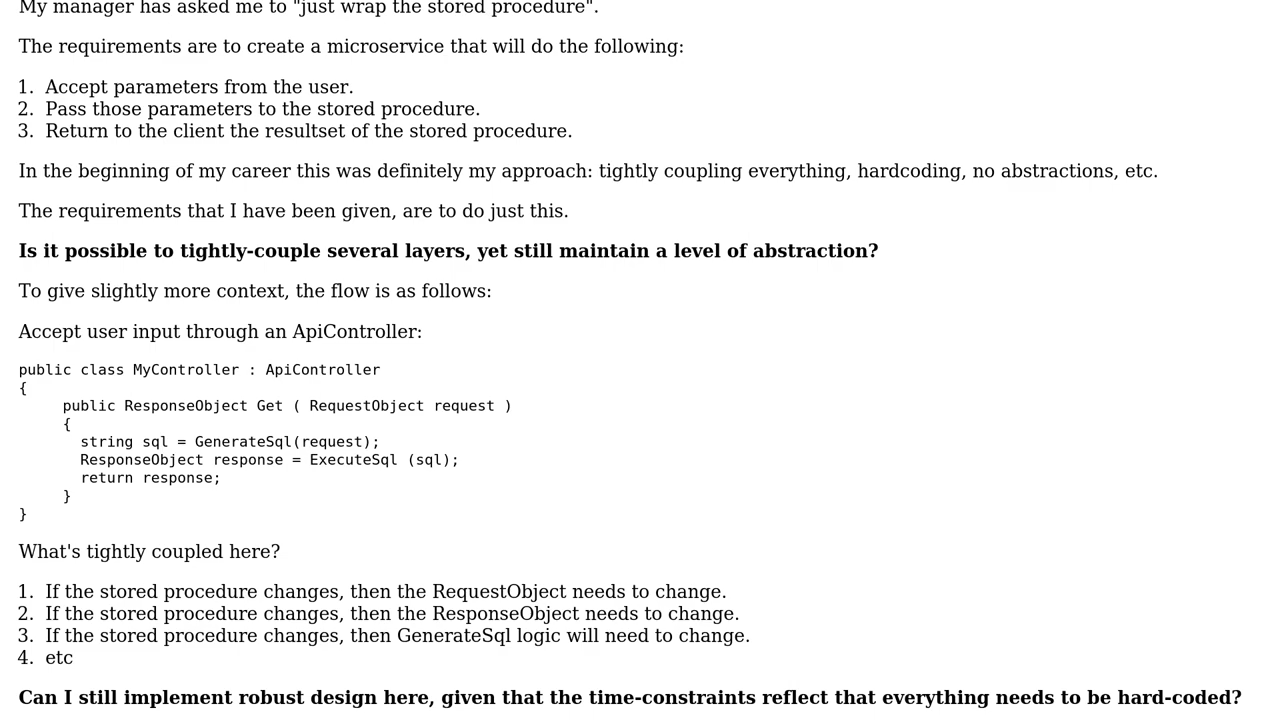 My manager has asked me to "just wrap the stored procedure".
The requirements are to create a microservice that will do the following:
1. Accept parameters from the user.
2. Pass those parameters to the stored procedure.
3. Return to the client the resultset of the stored procedure.
In the beginning of my career this was definitely my approach: tightly coupling everything, hardcoding, no abstractions, etc.
The requirements that I have been given, are to do just this.
Is it possible to tightly-couple several layers, yet still maintain a level of abstraction?
To give slightly more context, the flow is as follows:
Accept user input through an ApiController:
public class MyController : ApiController
{
     public ResponseObject Get ( RequestObject request )
     {
       string sql = GenerateSql(request);
       ResponseObject response = ExecuteSql (sql);
       return response;
     }
}
What's tightly coupled here?
1. If the stored procedure changes, then the RequestObject needs to change.
2. If the stored procedure changes, then the ResponseObject needs to change.
3. If the stored procedure changes, then GenerateSql logic will need to change.
4. etc
Can I still implement robust design here, given that the time-constraints reflect that everything needs to be hard-coded?